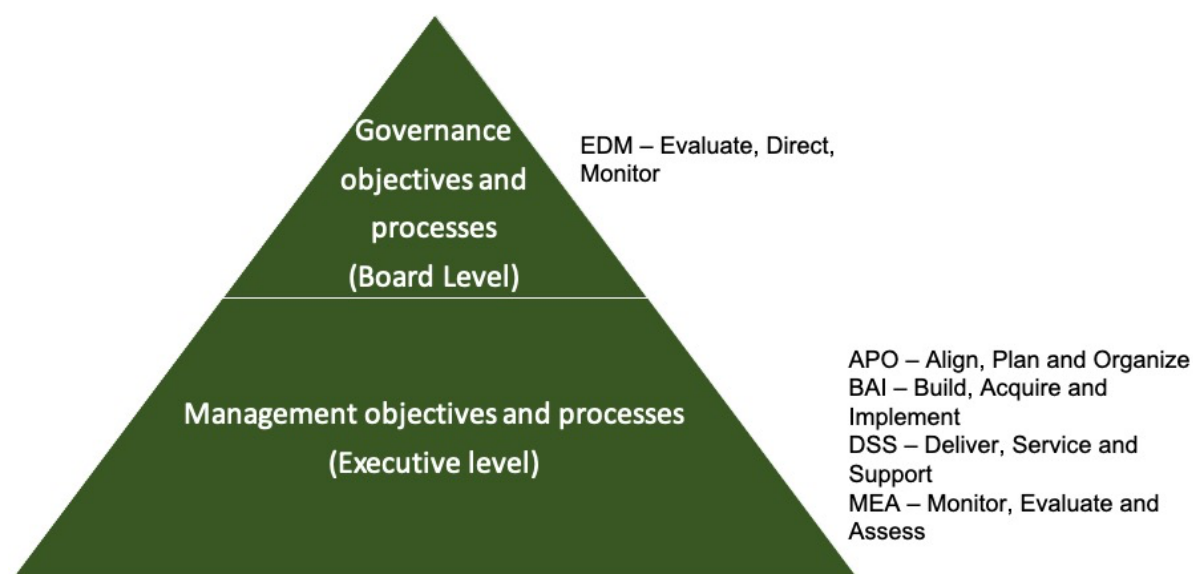 Governance
objectives and
processes
(Board Level)
EDM – Evaluate, Direct,
Monitor
Management objectives and processes
(Executive level)
APO – Align, Plan and Organize
BAI – Build, Acquire and
Implement
DSS – Deliver, Service and
Support
MEA – Monitor, Evaluate and
Assess